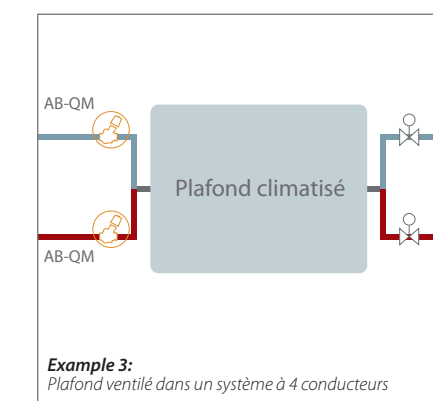 AB-QM
Plafond climatisé
AB-QM
Example 3:
Plafond ventilé dans un système à 4 conducteurs